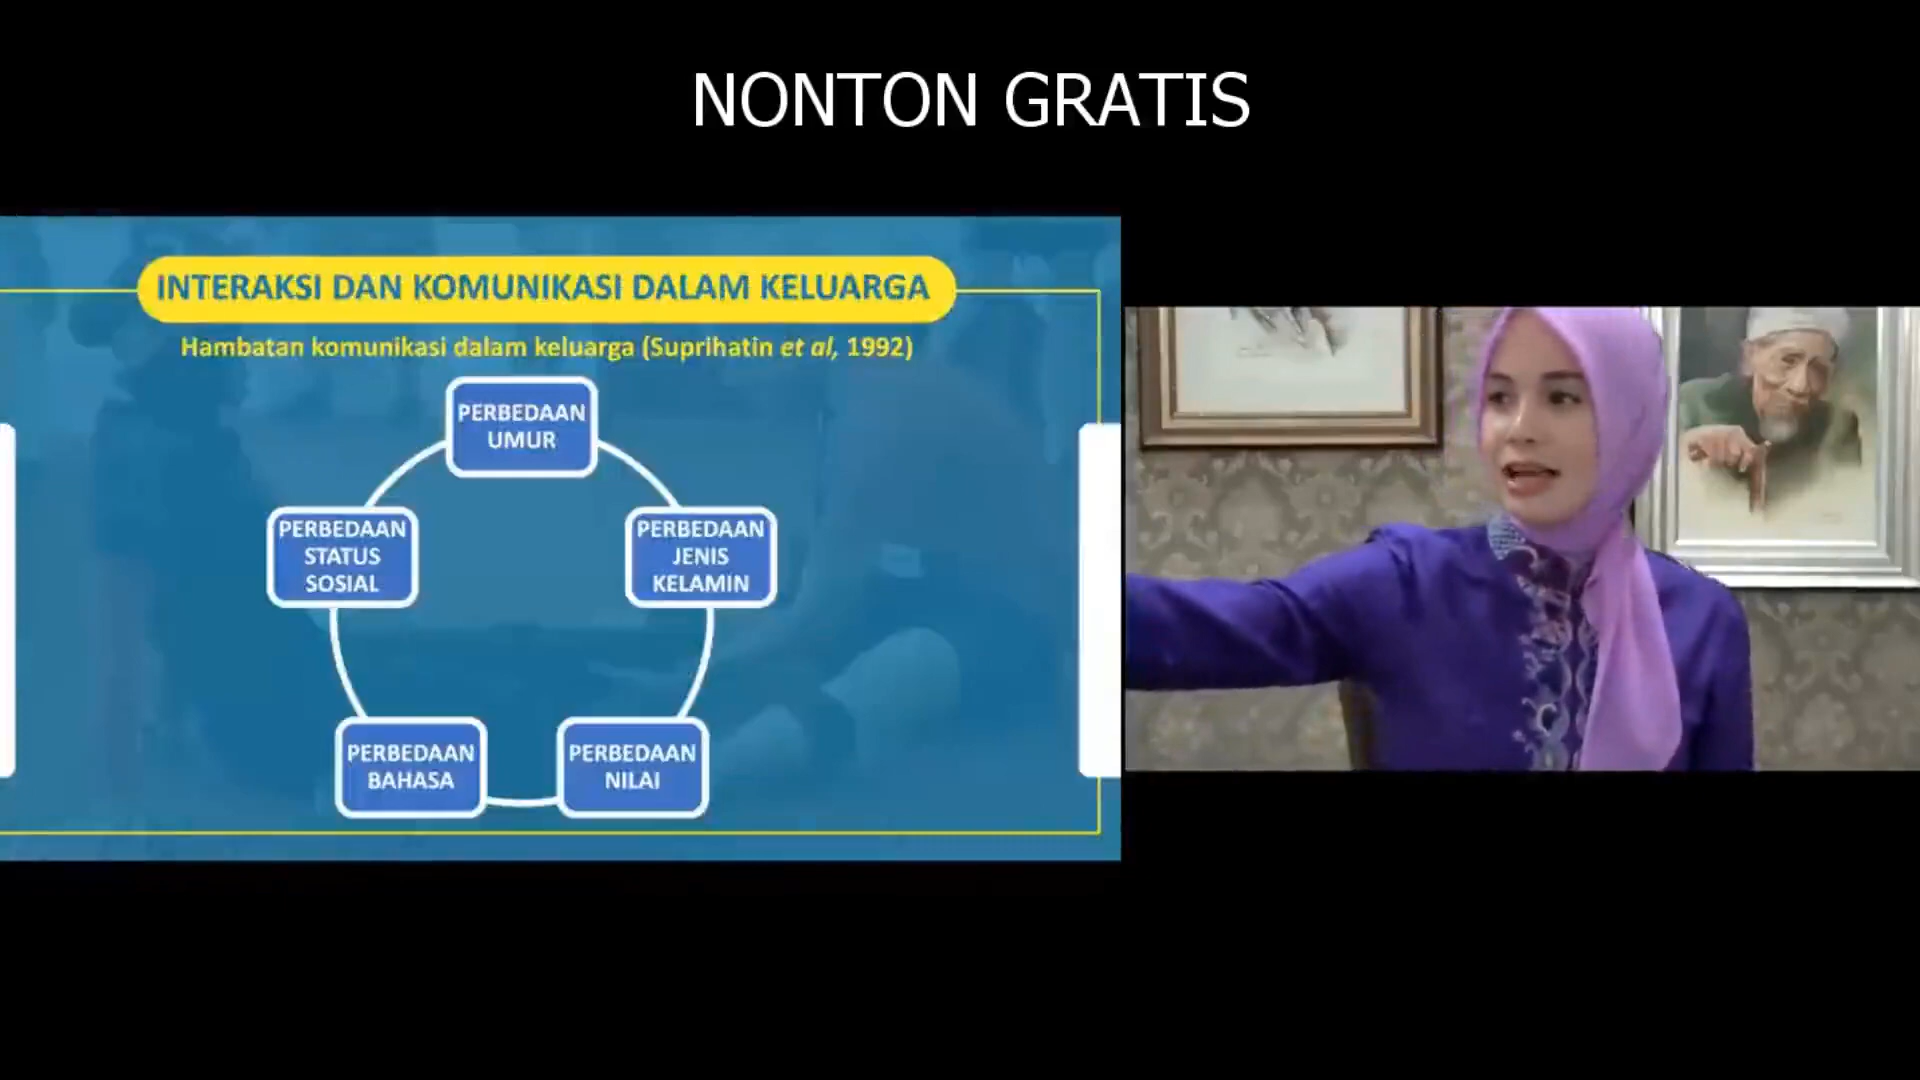 NONTON GRATIS
INTERAKSI DAN KOMUNIKASI DALAM KELUARGA
Hambatan komunikasi dalam keluarga (Suprihatin et al, 1992)
PERBEDAAN
UMUR
PERBEDAAN
STATUS
SOSIAL
PERBEDAAN
JENIS
KELAMIN
PERBEDAAN
BAHASA
PERBEDAAN
NILAI